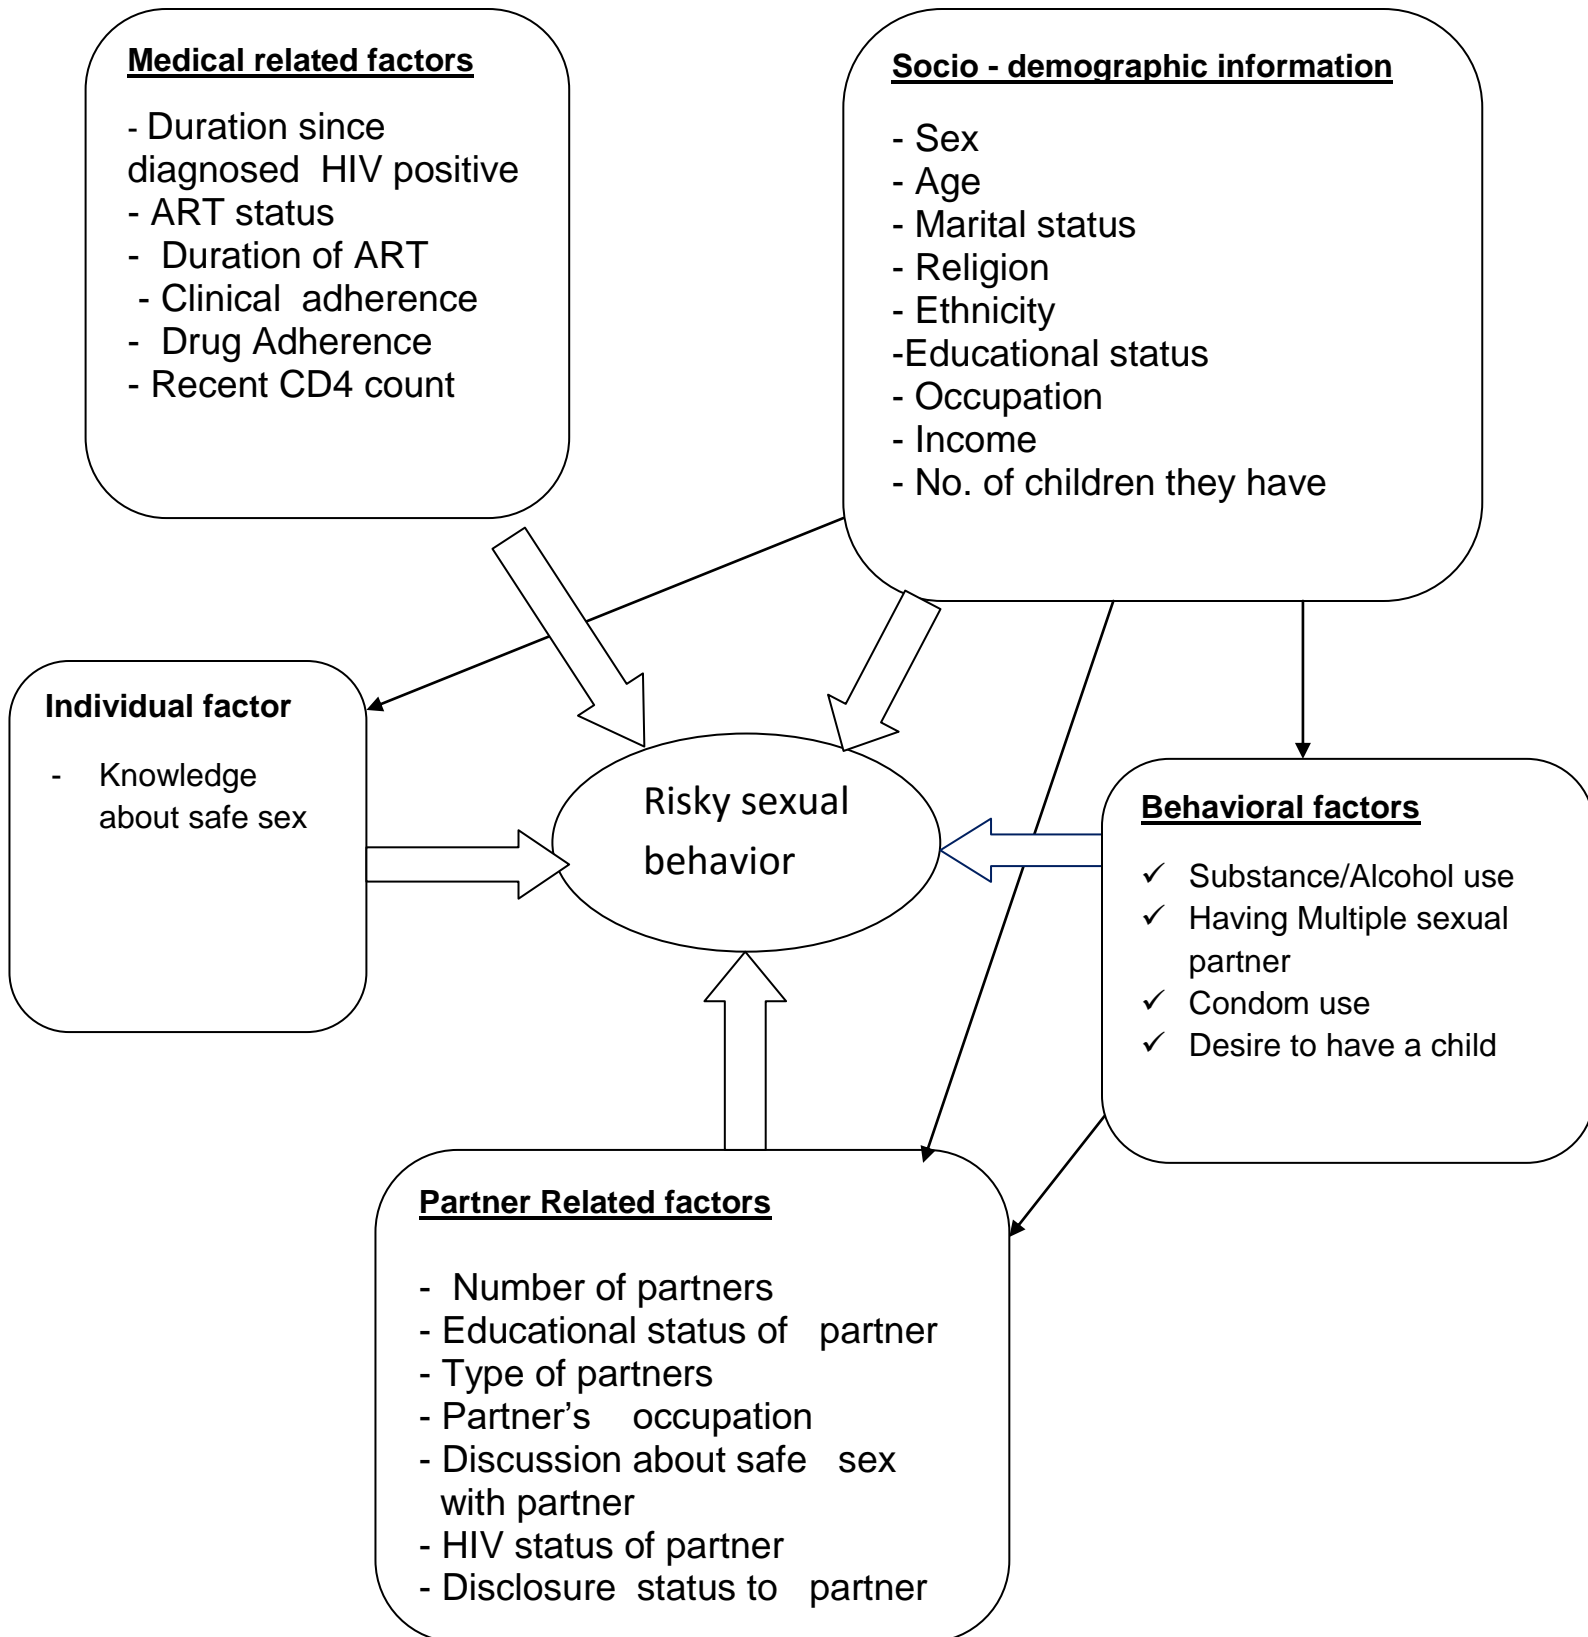 Medical related factors
- Duration since
diagnosed HIV positive
- ART status
- Duration of ART
- Clinical adherence
- Drug Adherence
- Recent CD4 count
Socio - demographic information
- Sex
- Age
- Marital status
- Religion
- Ethnicity
-Educational status
- Occupation
- Income
- No. of children they have
Individual factor
- Knowledge
about safe sex
Risky sexual
behavior
Behavioral factors
✓ Substance/Alcohol use
✓ Having Multiple sexual
partner
✓ Condom use
✓ Desire to have a child
Partner Related factors
- Number of partners
- Educational status of partner
- Type of partners
- Partner’s occupation
- Discussion about safe sex
with partner
- HIV status of partner
- Disclosure status to partner